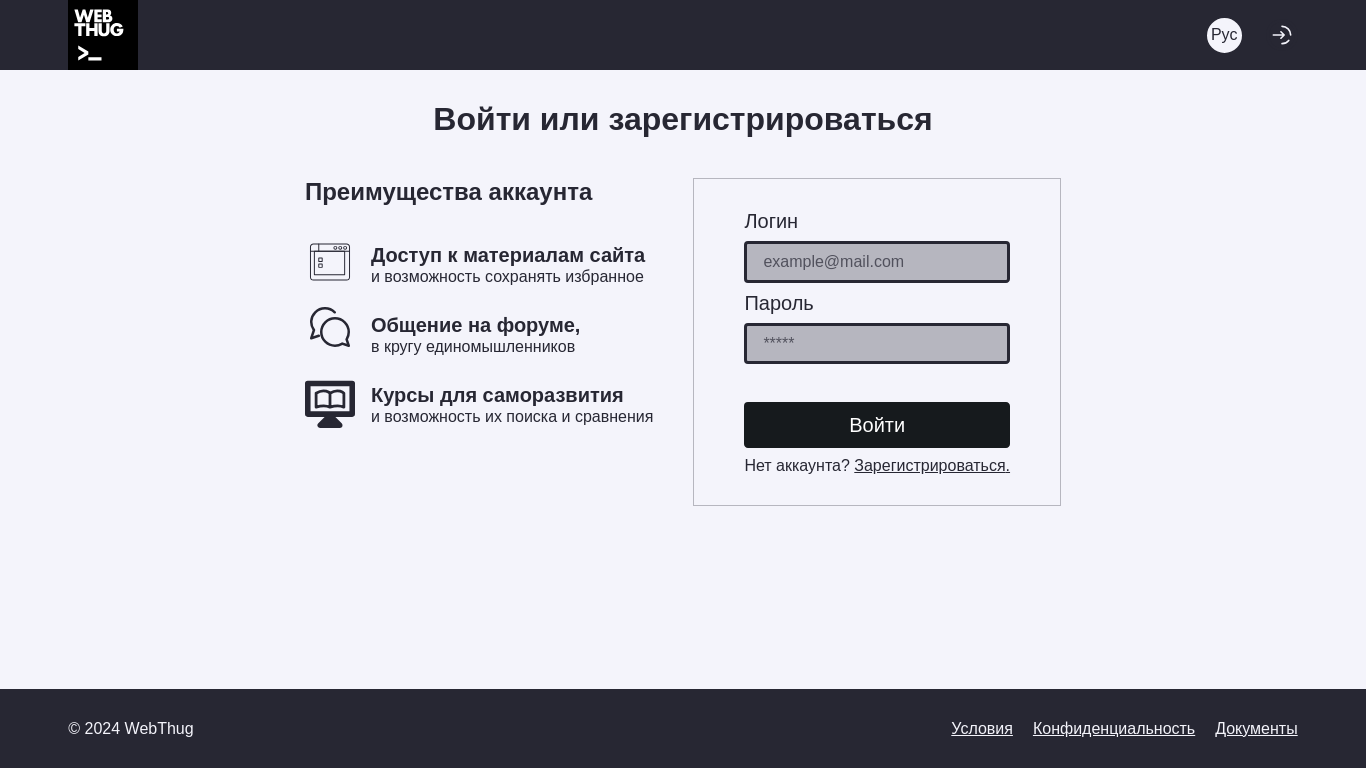 WEB
THUG
>_
Рус
Войти или зарегистрироваться
Преимущества аккаунта
Доступ к материалам сайта
и возможность сохранять избранное
Общение на форуме,
в кругу единомышленников
Курсы для саморазвития
и возможность их поиска и сравнения
Логин
example@mail.com
Пароль
*****
Войти
Нет аккаунта? Зарегистрироваться.
© 2024 WebThug
Условия Конфиденциальность Документы